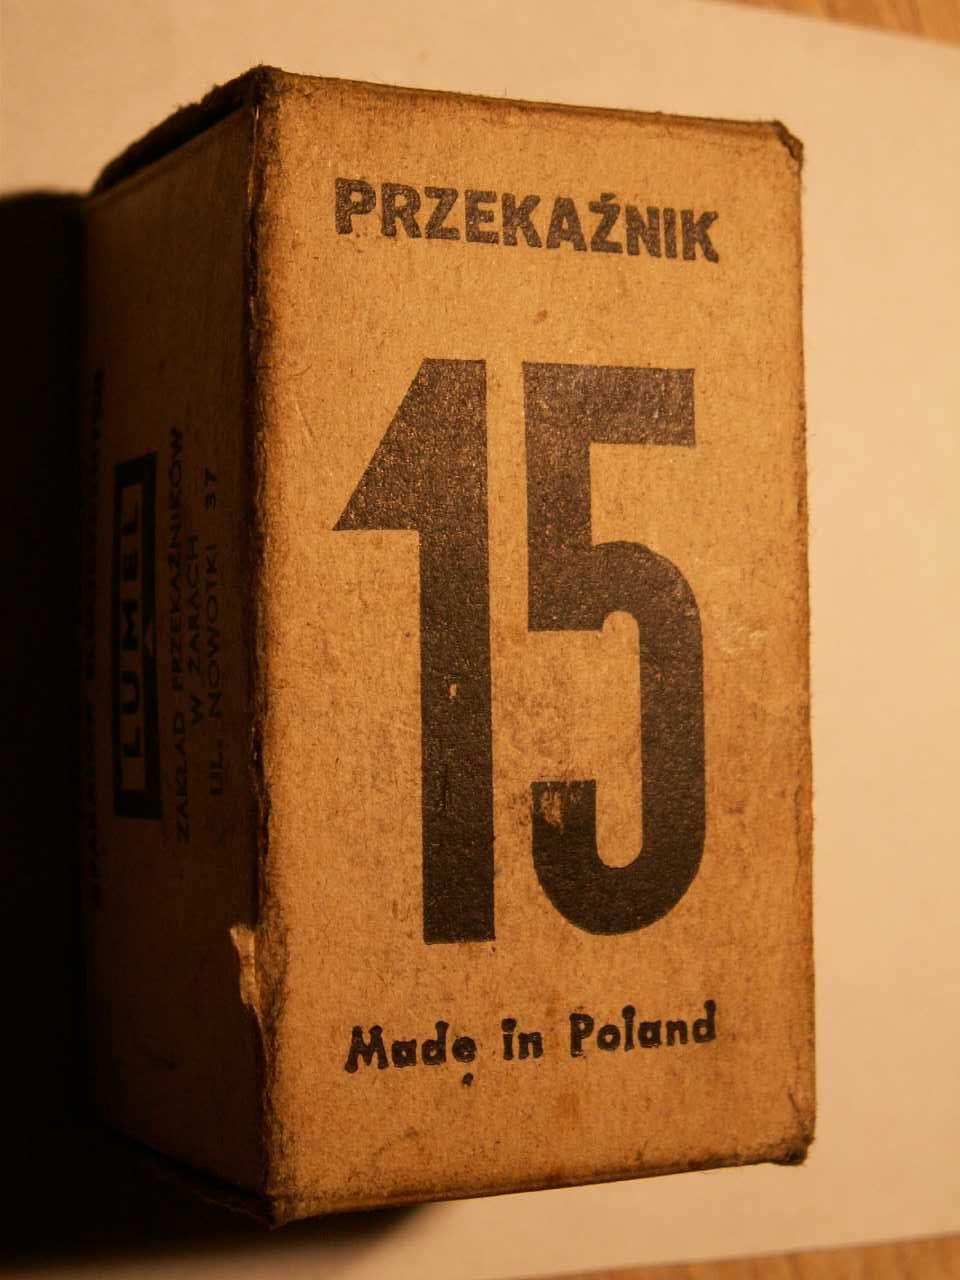 PRZEKAŹNIK
15
Made in Poland
LUMEL
ZAKŁAD PRZEKAŹNIKÓW
W ŻARACH
UL. NOWOTKI 37